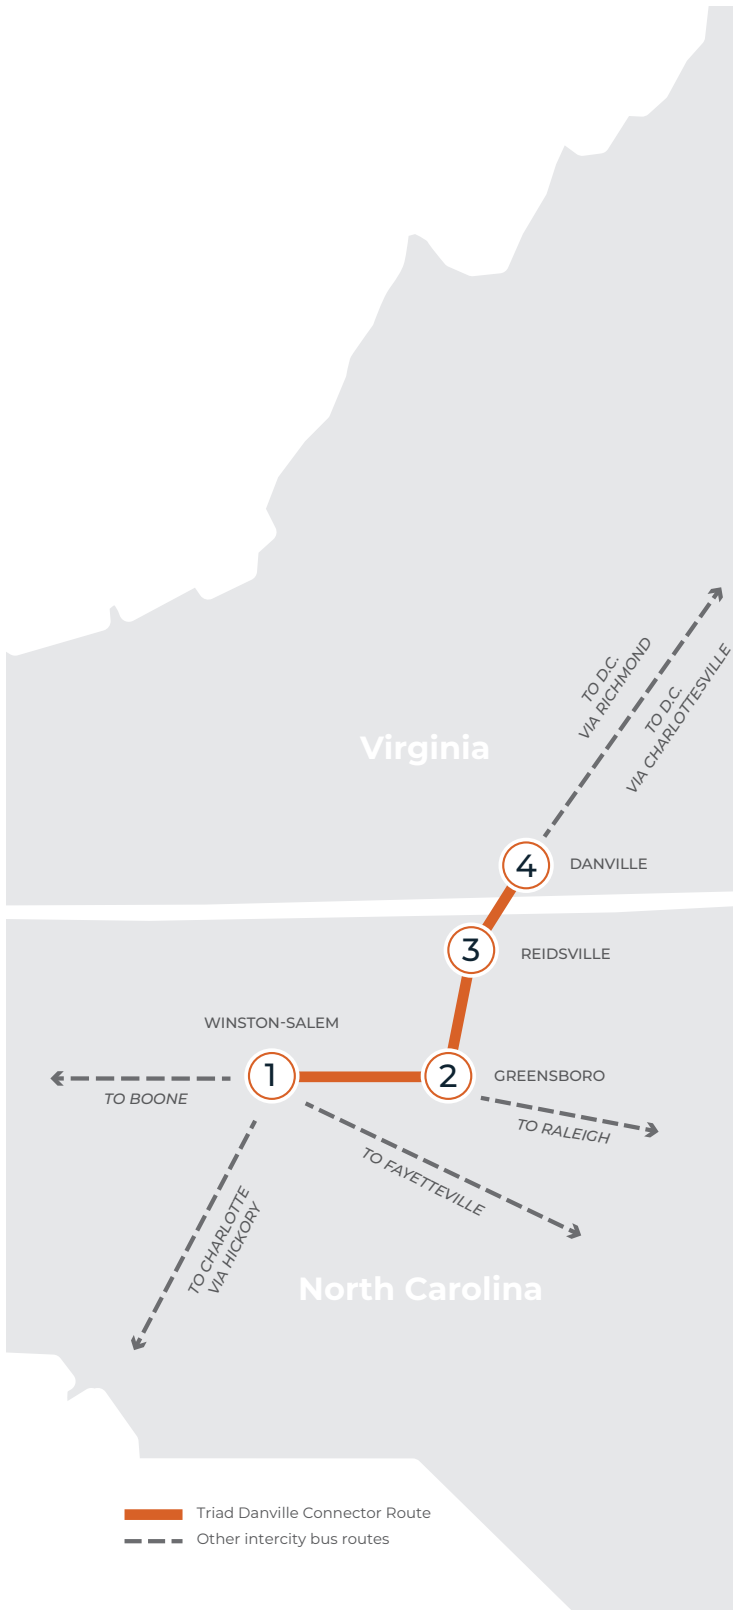 TO D.C.
VIA RICHMOND
TO D.C.
VIA CHARLOTTESVILLE
Virginia
4
DANVILLE
3
REIDSVILLE
WINSTON-SALEM
1
2
GREENSBORO
TO BOONE
TO RALEIGH
TO FAYETTEVILLE
TO CHARLOTTE
VIA HICKORY
North Carolina
Triad Danville Connector Route
Other intercity bus routes